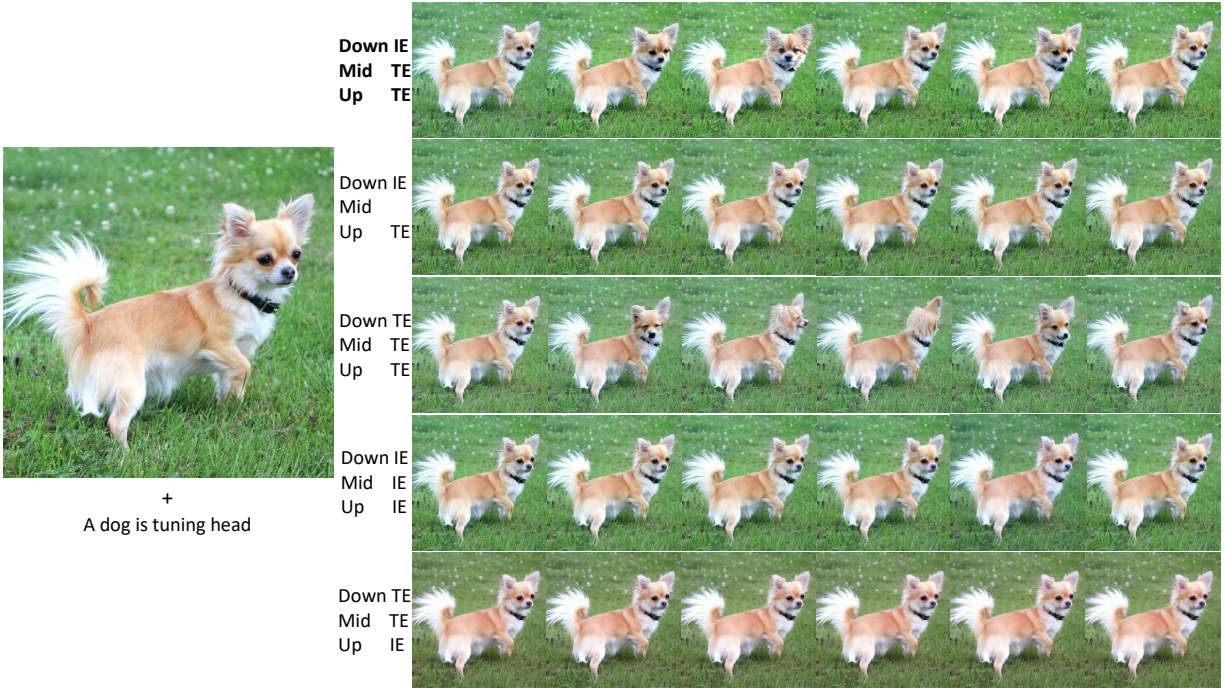 Down IE
Mid TE
Up TE
Down IE
Mid
Up TE
Down TE
Mid TE
Up TE
+
A dog is tuning head
Down IE
Mid IE
Up IE
Down TE
Mid TE
Up IE